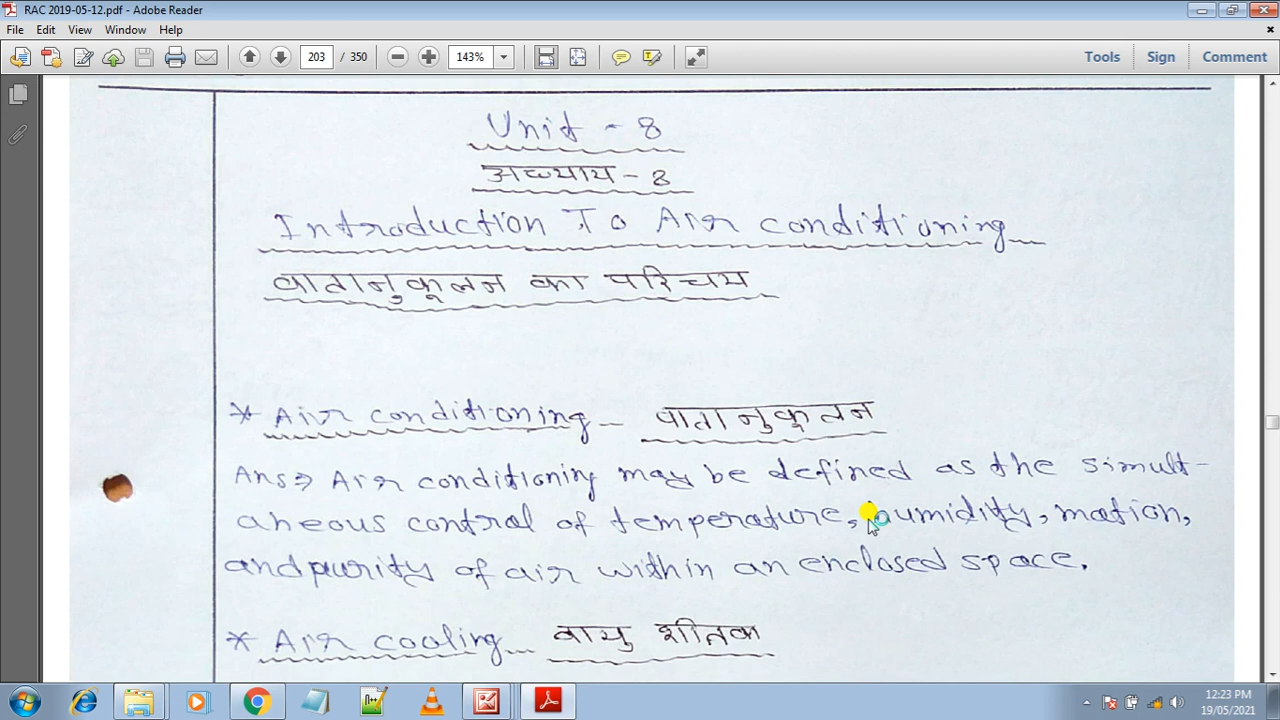 RAC 2019-05-12.pdf - Adobe Reader
File Edit View Window Help
203 / 350 143% Tools Sign Comment
Unit - 8
अध्याय - 8
Introduction To Air conditioning
वातानुकूलन का परिचय
* Air conditioning - वातानुकुलन
Ans⇒ Air conditioning may be defined as the simult-
aneous control of temperature, humidity, mation,
and purity of air within an enclosed space.
* Air cooling - वायु शीतक
12:23 PM
19/05/2021